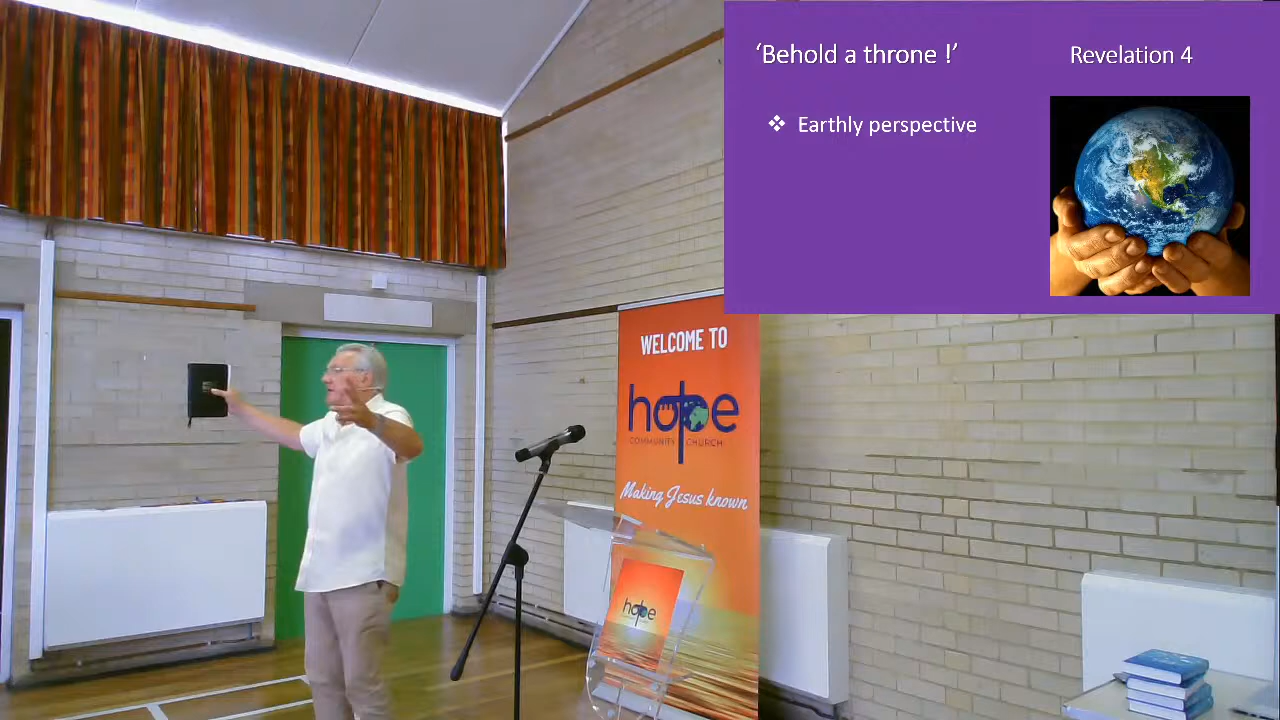 ‘Behold a throne !’
Revelation 4
❖ Earthly perspective
WELCOME TO
hope
COMMUNITY CHURCH
Making Jesus known
hope